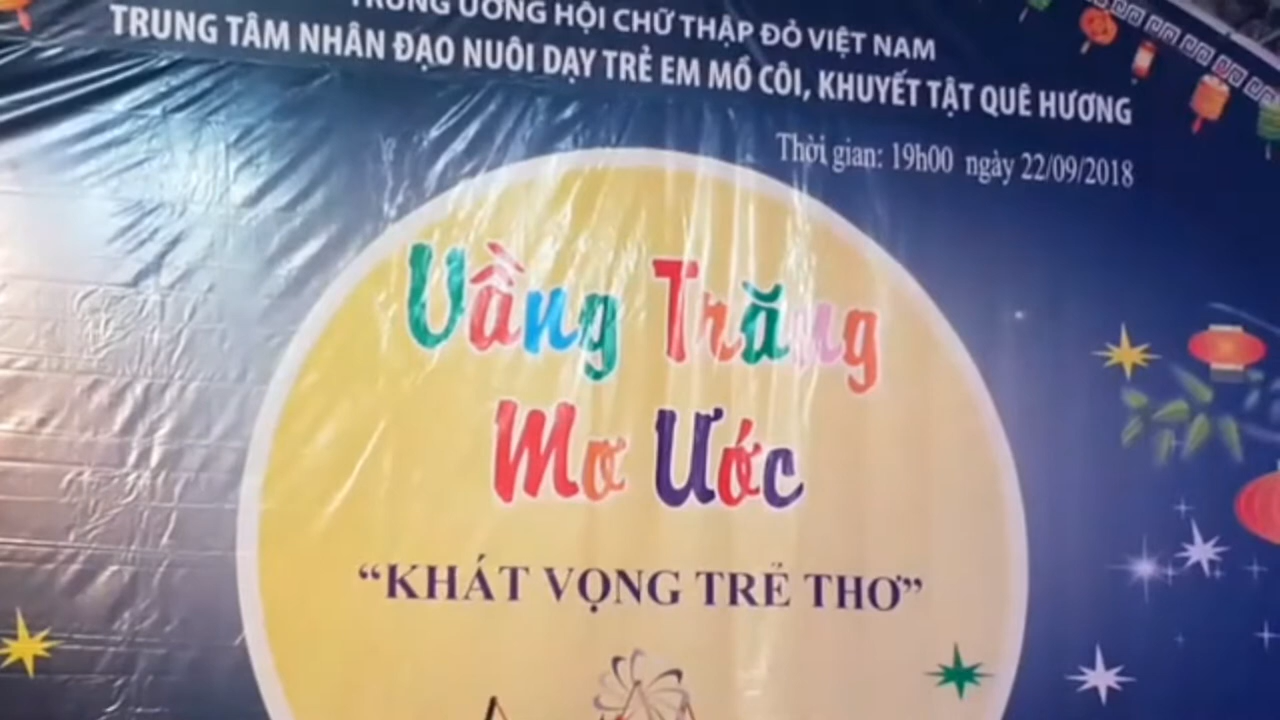 TRUNG ƯƠNG HỘI CHỮ THẬP ĐỎ VIỆT NAM
TRUNG TÂM NHÂN ĐẠO NUÔI DẠY TRẺ EM MỒ CÔI, KHUYẾT TẬT QUÊ HƯƠNG
Thời gian: 19h00 ngày 22/09/2018
Vầng Trăng
Mơ Ước
“KHÁT VỌNG TRẺ THƠ”